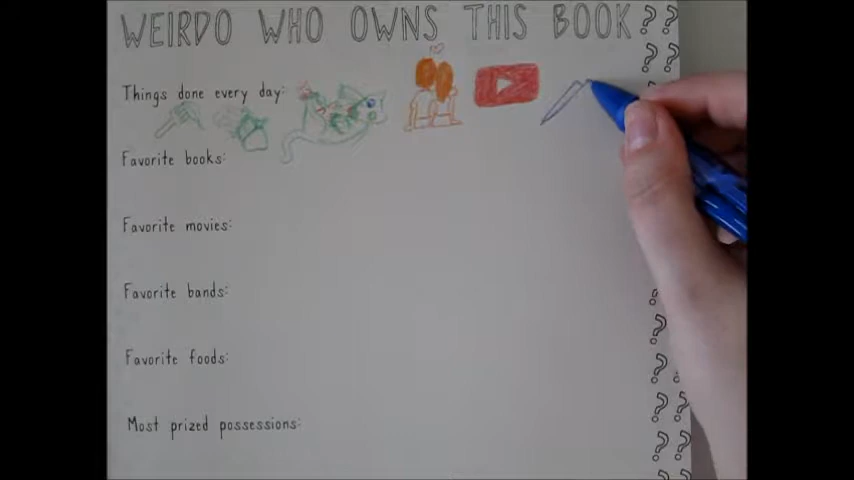 WEIRDO WHO OWNS THIS BOOK
Things done every day:
Favorite books:
Favorite movies:
Favorite bands:
Favorite foods:
Most prized possessions: